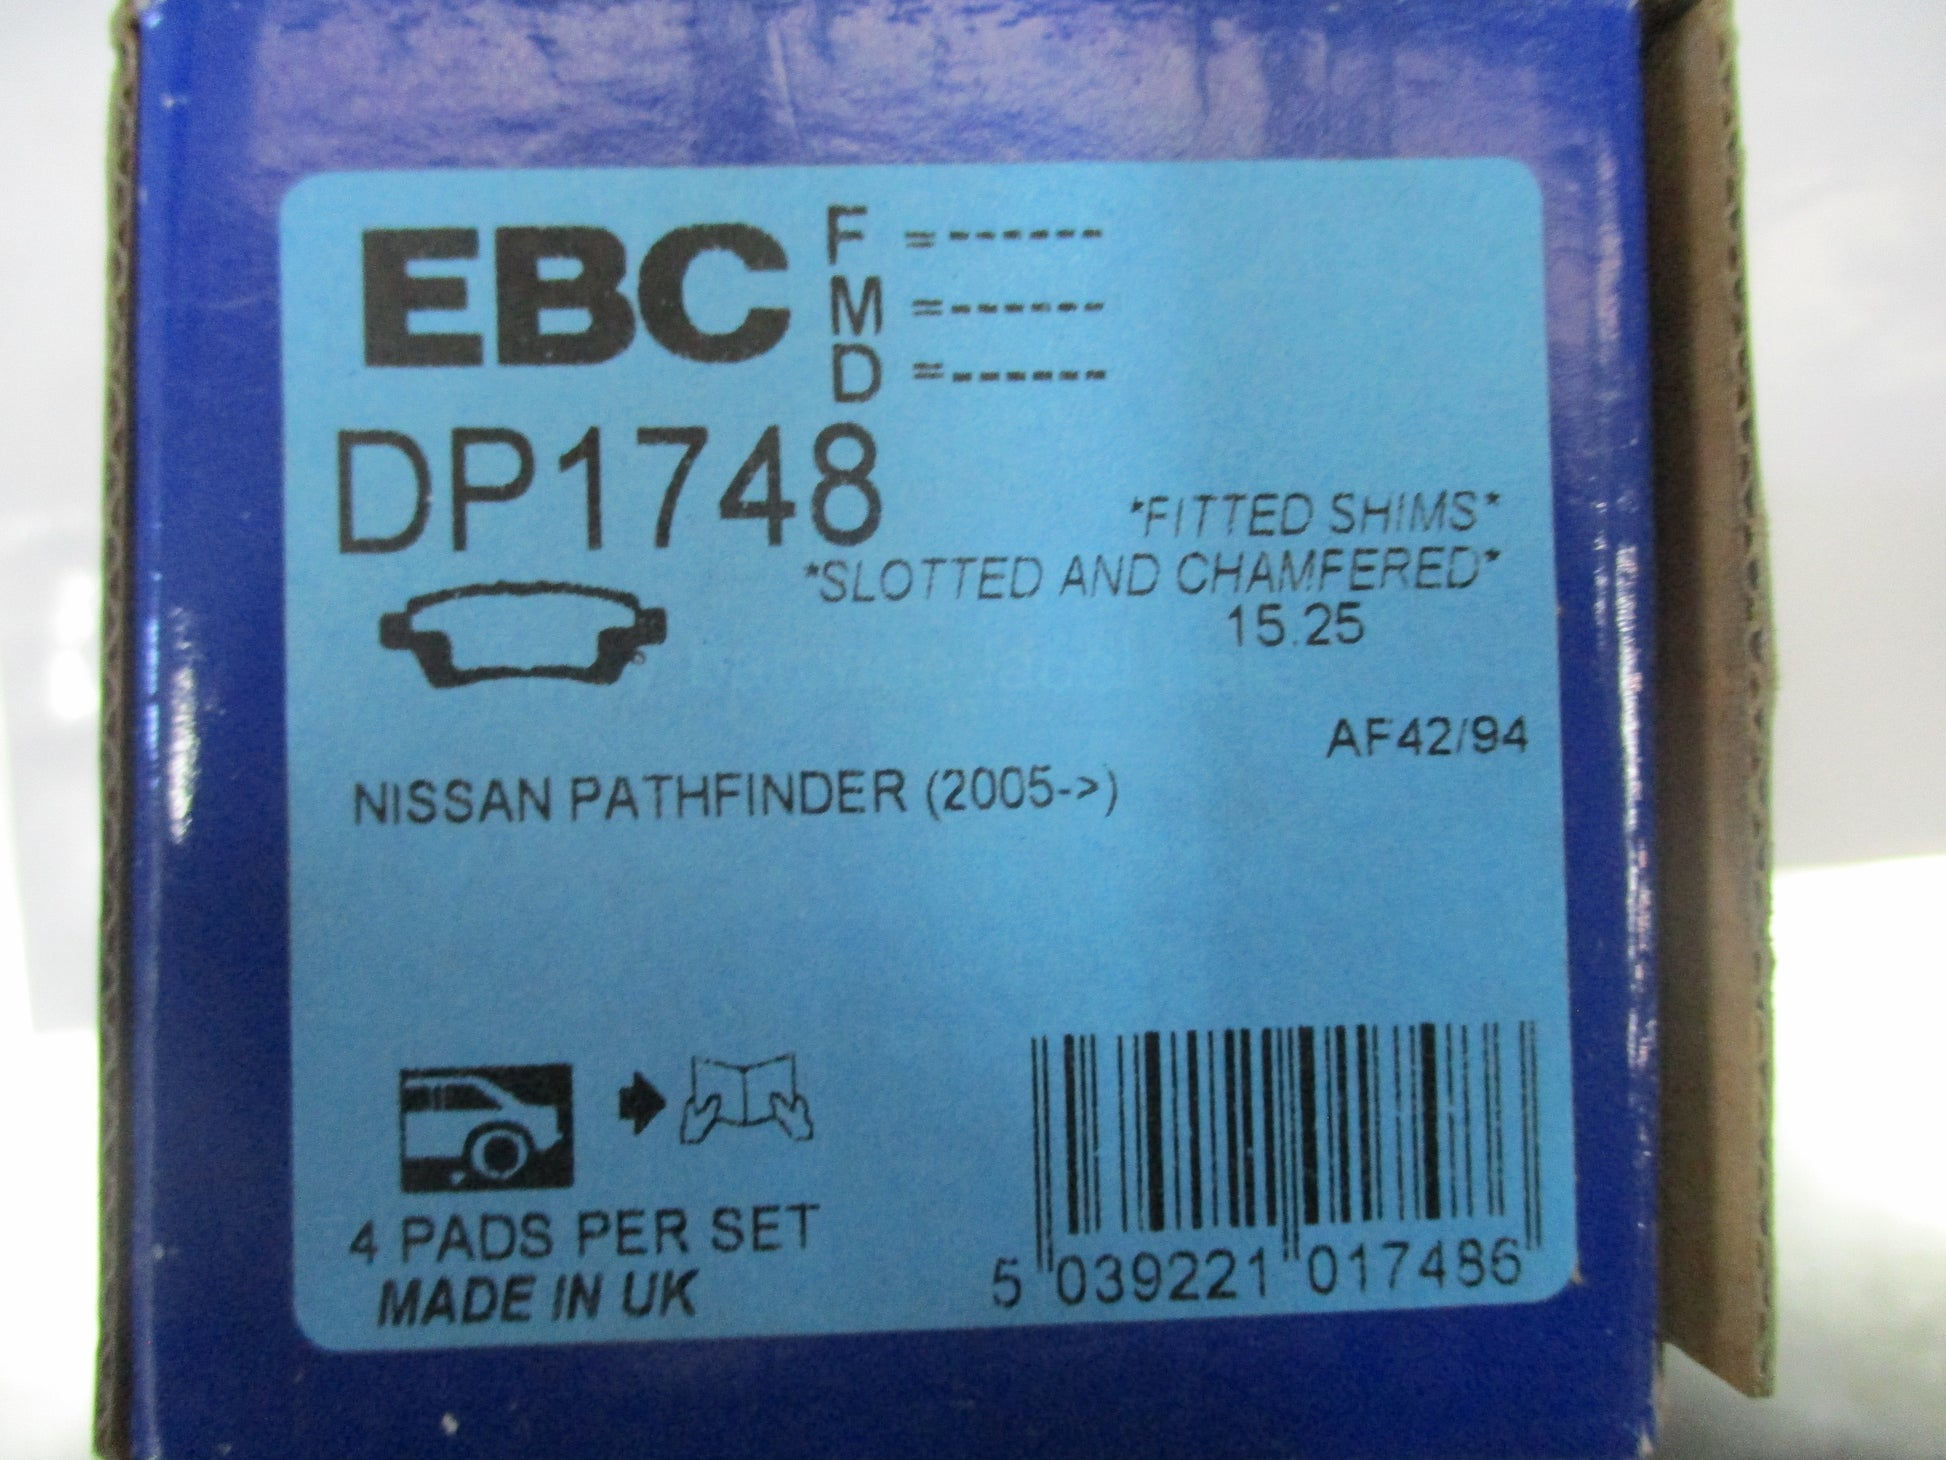 EBC
F =------
M =------
D =------
DP1748
*FITTED SHIMS*
*SLOTTED AND CHAMFERED*
15.25
AF42/94
NISSAN PATHFINDER (2005->)
4 PADS PER SET
MADE IN UK
5 039221 017486